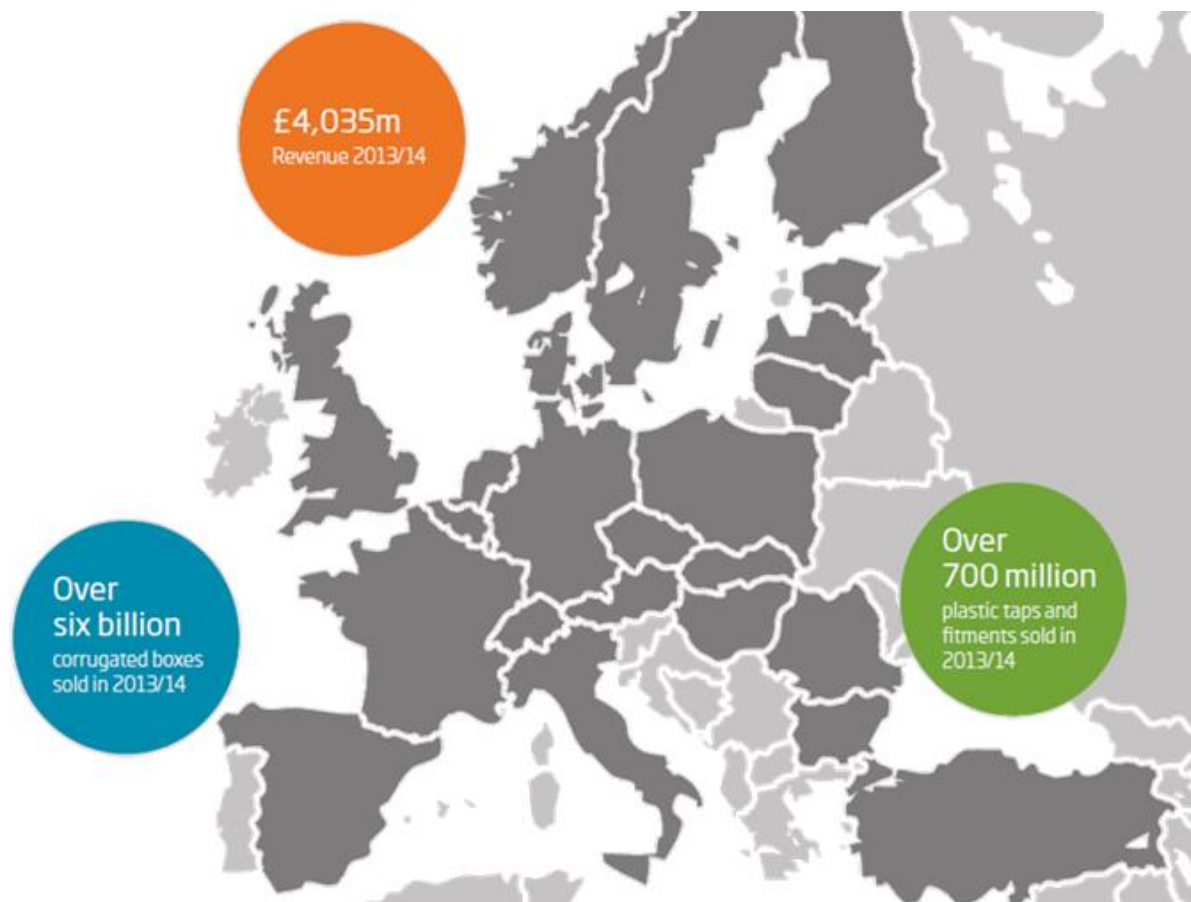 £4,035m
Revenue 2013/14
Over
six billion
corrugated boxes
sold in 2013/14
Over
700 million
plastic taps and
fitments sold in
2013/14